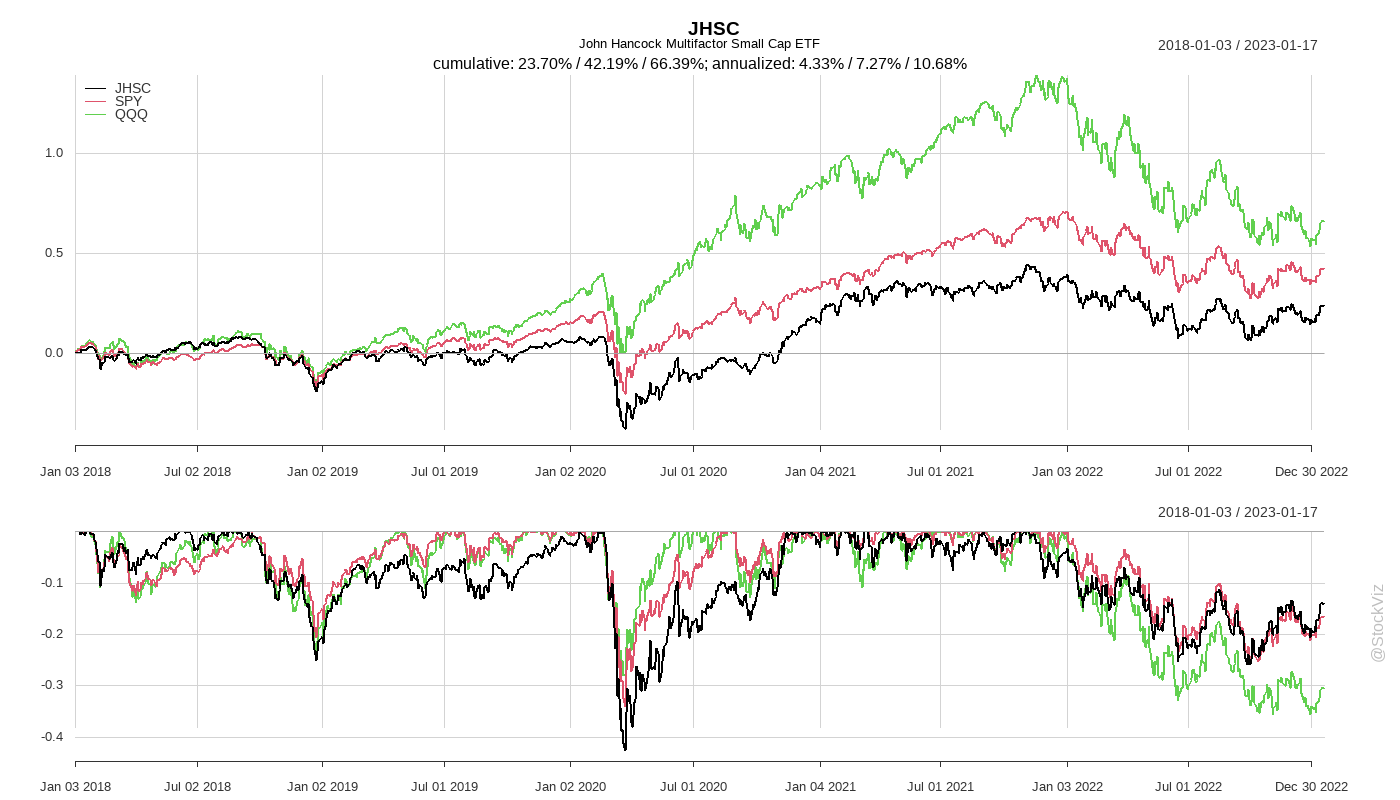 JHSC
John Hancock Multifactor Small Cap ETF
2018-01-03 / 2023-01-17
cumulative: 23.70% / 42.19% / 66.39%; annualized: 4.33% / 7.27% / 10.68%
JHSC
SPY
QQQ
1.0
0.5
0.0
Jan 03 2018 Jul 02 2018 Jan 02 2019 Jul 01 2019 Jan 02 2020 Jul 01 2020 Jan 04 2021 Jul 01 2021 Jan 03 2022 Jul 01 2022 Dec 30 2022
2018-01-03 / 2023-01-17
-0.1
-0.2
-0.3
-0.4
Jan 03 2018 Jul 02 2018 Jan 02 2019 Jul 01 2019 Jan 02 2020 Jul 01 2020 Jan 04 2021 Jul 01 2021 Jan 03 2022 Jul 01 2022 Dec 30 2022
@StockViz